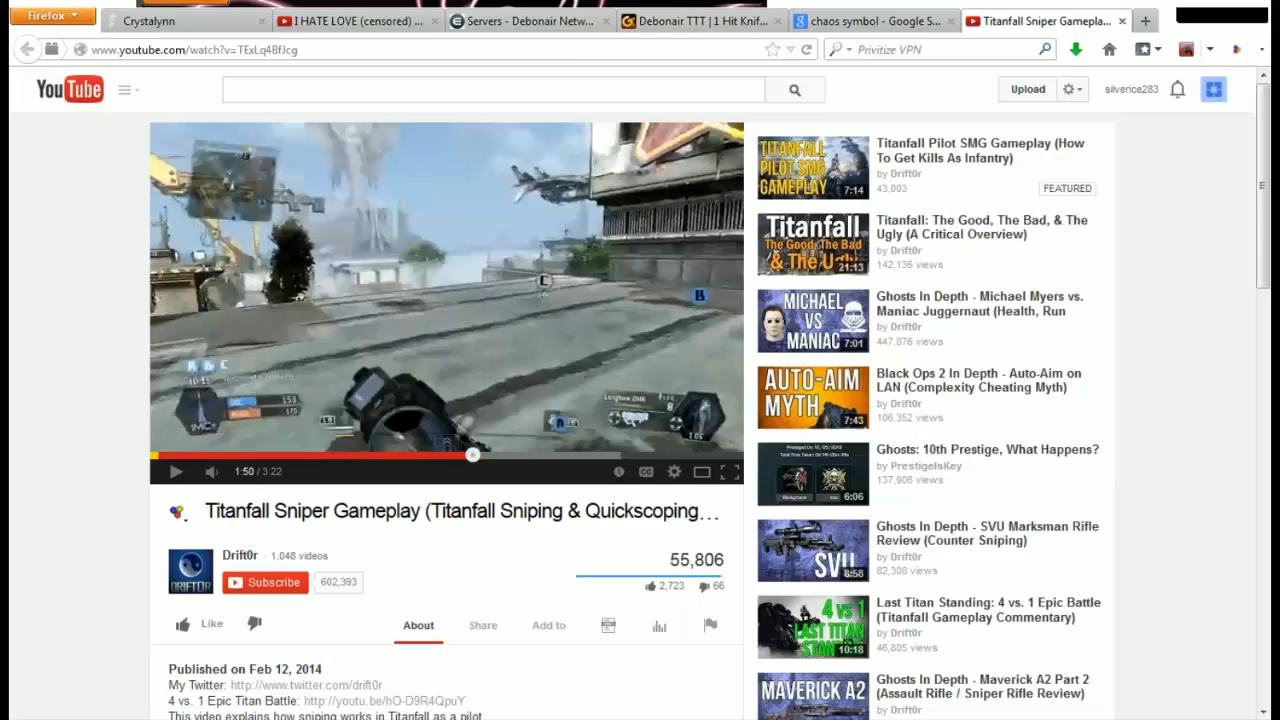 Firefox
Crystalynn
I HATE LOVE (censored) ...
Servers - Debonair Netw...
Debonair TTT | 1 Hit Knif...
chaos symbol - Google S...
Titanfall Sniper Gamepla...
www.youtube.com/watch?v=TExLq4BfJcg
Privitize VPN
YouTube
Upload
silverice283
TITANFALL
PILOT SMG
GAMEPLAY
7:14
Titanfall Pilot SMG Gameplay (How
To Get Kills As Infantry)
by Drift0r
43,093
FEATURED
Titanfall
The Good, The Bad
& The Ugly
21:13
Titanfall: The Good, The Bad, & The
Ugly (A Critical Overview)
by Drift0r
142,136 views
MICHAEL
VS
MANIAC
7:01
Ghosts In Depth - Michael Myers vs.
Maniac Juggernaut (Health, Run
by Drift0r
447,876 views
AUTO-AIM
MYTH
7:43
Black Ops 2 In Depth - Auto-Aim on
LAN (Complexity Cheating Myth)
by Drift0r
106,352 views
6:06
Ghosts: 10th Prestige, What Happens?
by PrestigeIsKey
137,906 views
SVU
8:58
Ghosts In Depth - SVU Marksman Rifle
Review (Counter Sniping)
by Drift0r
82,308 views
4 vs 1
LAST TITAN
STANDING
10:18
Last Titan Standing: 4 vs. 1 Epic Battle
(Titanfall Gameplay Commentary)
by Drift0r
46,805 views
MAVERICK A2
Ghosts In Depth - Maverick A2 Part 2
(Assault Rifle / Sniper Rifle Review)
by Drift0r
B
A B C
153
175
1:50 / 3:22
CC
Titanfall Sniper Gameplay (Titanfall Sniping & Quickscoping...
DRIFTOR
Drift0r - 1,048 videos
Subscribe
602,393
55,806
2,723
66
Like
About
Share
Add to
Published on Feb 12, 2014
My Twitter: http://www.twitter.com/drift0r
4 vs. 1 Epic Titan Battle: http://youtu.be/hO-D9R4QpuY
This video explains how sniping works in Titanfall as a pilot